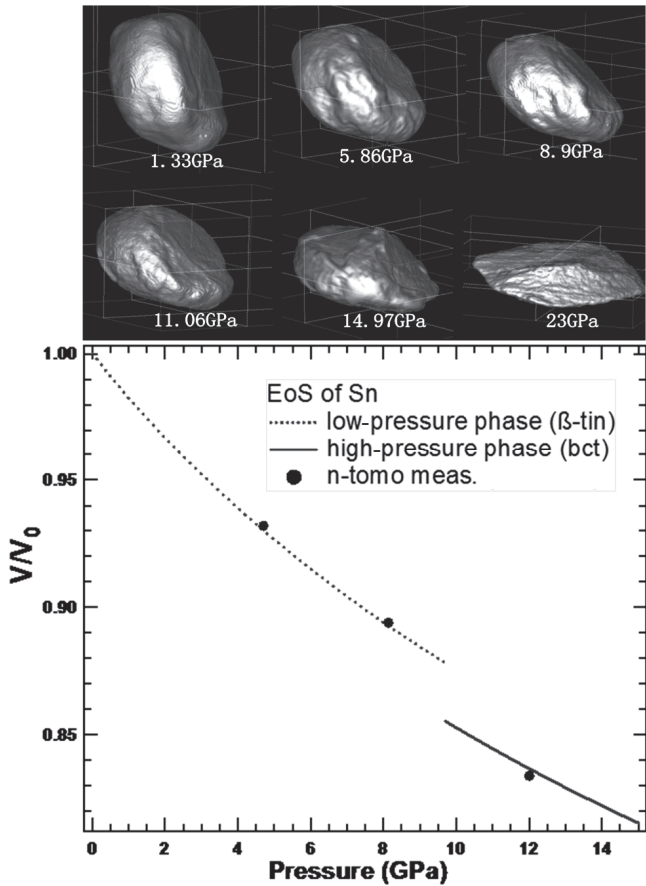 1.33GPa
5.86GPa
8.9GPa
11.06GPa
14.97GPa
23GPa
1.00
0.95
0.90
0.85
V/V0
EoS of Sn
low-pressure phase (ß-tin)
high-pressure phase (bct)
n-tomo meas.
0 2 4 6 8 10 12 14
Pressure (GPa)